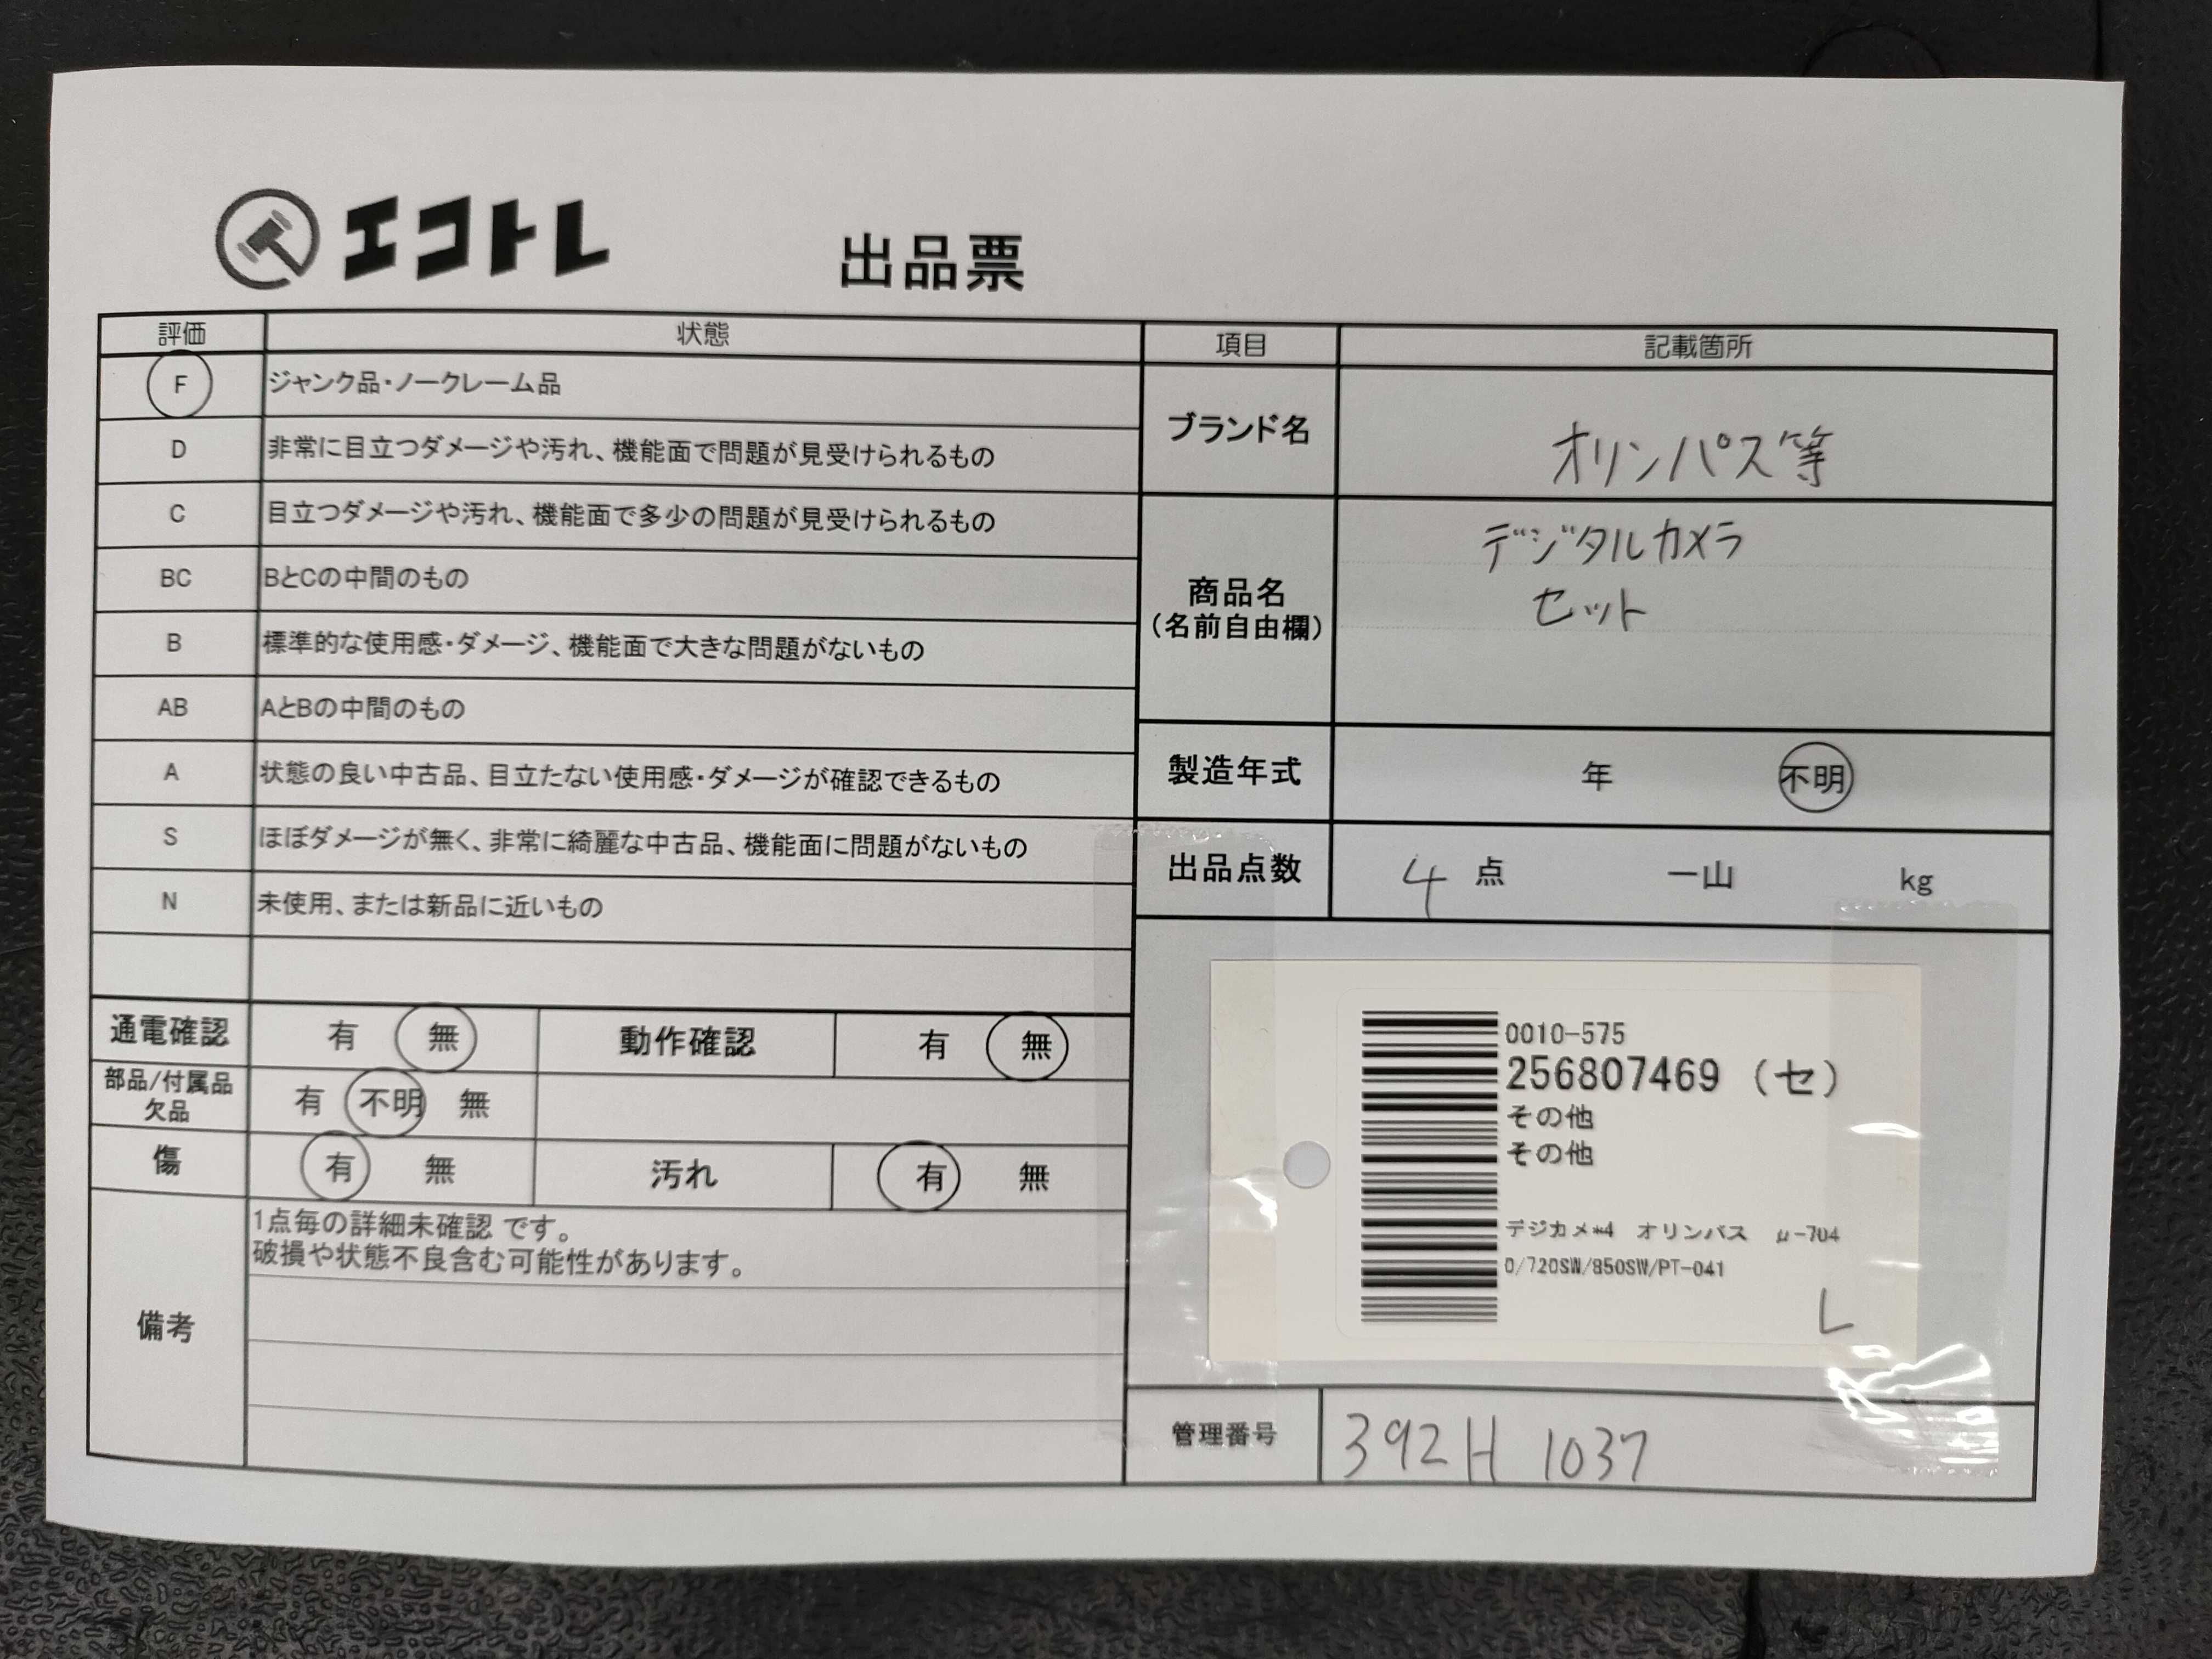 エコトレ
出品票
評価 状態
F ジャンク品・ノークレーム品
D 非常に目立つダメージや汚れ、機能面で問題が見受けられるもの
C 目立つダメージや汚れ、機能面で多少の問題が見受けられるもの
BC BとCの中間のもの
B 標準的な使用感・ダメージ、機能面で大きな問題がないもの
AB AとBの中間のもの
A 状態の良い中古品、目立たない使用感・ダメージが確認できるもの
S ほぼダメージが無く、非常に綺麗な中古品、機能面に問題がないもの
N 未使用、または新品に近いもの
通電確認 有 無 動作確認 有 無
部品/付属品
欠品
有 不明 無
傷 有 無 汚れ 有 無
備考
1点毎の詳細未確認 です。
破損や状態不良含む可能性があります。
項目 記載箇所
ブランド名 オリンパス等
商品名
(名前自由欄)
デジタルカメラ
セット
製造年式 年 不明
出品点数 4 点 一山 kg
0010-575
256807469 (セ)
その他
その他
デジカメ*4 オリンパス μ-704
0/720SW/850SW/PT-041
L
管理番号 392H 1037